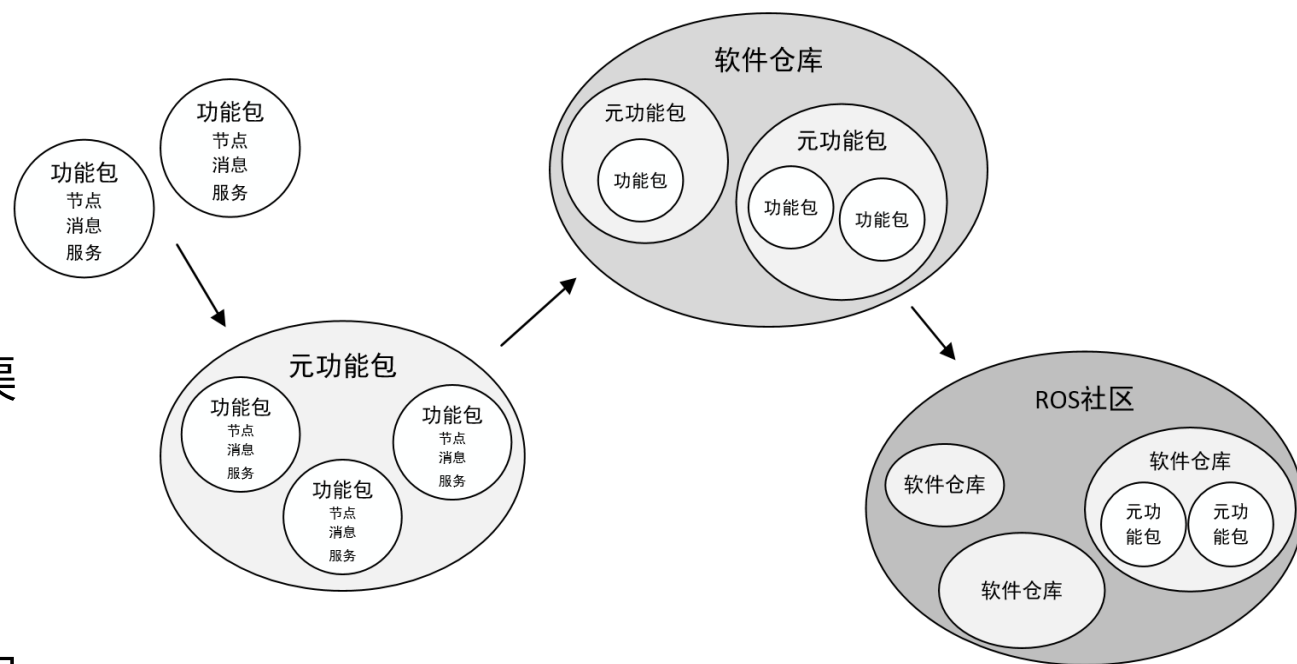 功能包
节点
消息
服务
功能包
节点
消息
服务
元功能包
功能包
节点
消息
服务
功能包
节点
消息
服务
功能包
节点
消息
服务
软件仓库
元功能包
功能包
元功能包
功能包
功能包
ROS社区
软件仓库
软件仓库
元功
能包
元功
能包
软件仓库